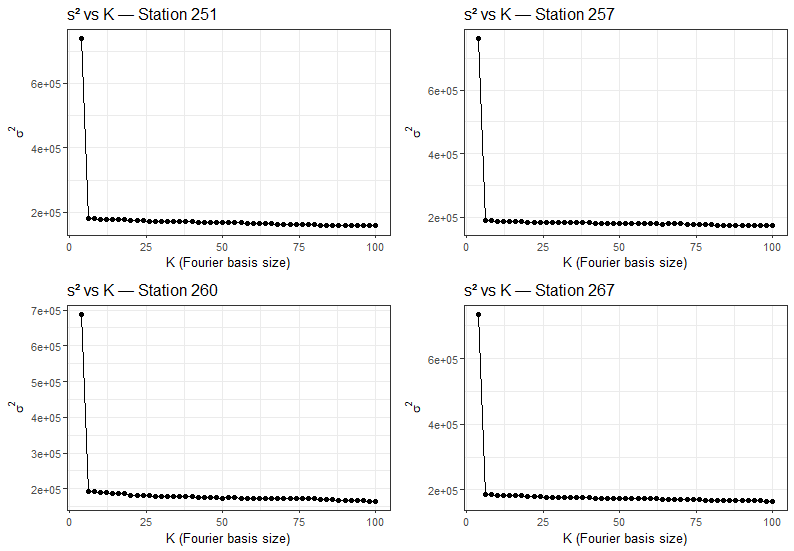 s² vs K — Station 251
6e+05
4e+05
2e+05
σ²
0 25 50 75 100
K (Fourier basis size)
s² vs K — Station 257
6e+05
4e+05
2e+05
σ²
0 25 50 75 100
K (Fourier basis size)
s² vs K — Station 260
7e+05
6e+05
5e+05
4e+05
3e+05
2e+05
σ²
0 25 50 75 100
K (Fourier basis size)
s² vs K — Station 267
6e+05
4e+05
2e+05
σ²
0 25 50 75 100
K (Fourier basis size)